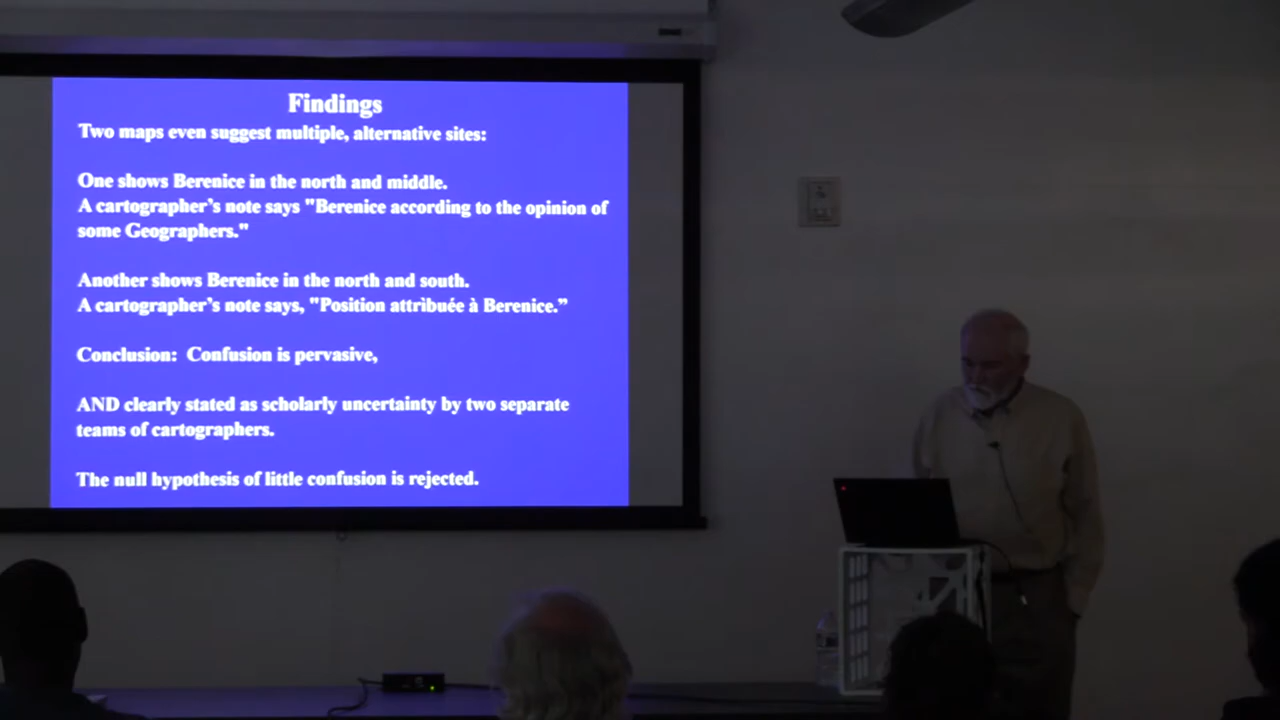 Findings
Two maps even suggest multiple, alternative sites:
One shows Berenice in the north and middle.
A cartographer’s note says "Berenice according to the opinion of
some Geographers."
Another shows Berenice in the north and south.
A cartographer’s note says, "Position attribuée à Berenice.”
Conclusion:  Confusion is pervasive,
AND clearly stated as scholarly uncertainty by two separate
teams of cartographers.
The null hypothesis of little confusion is rejected.